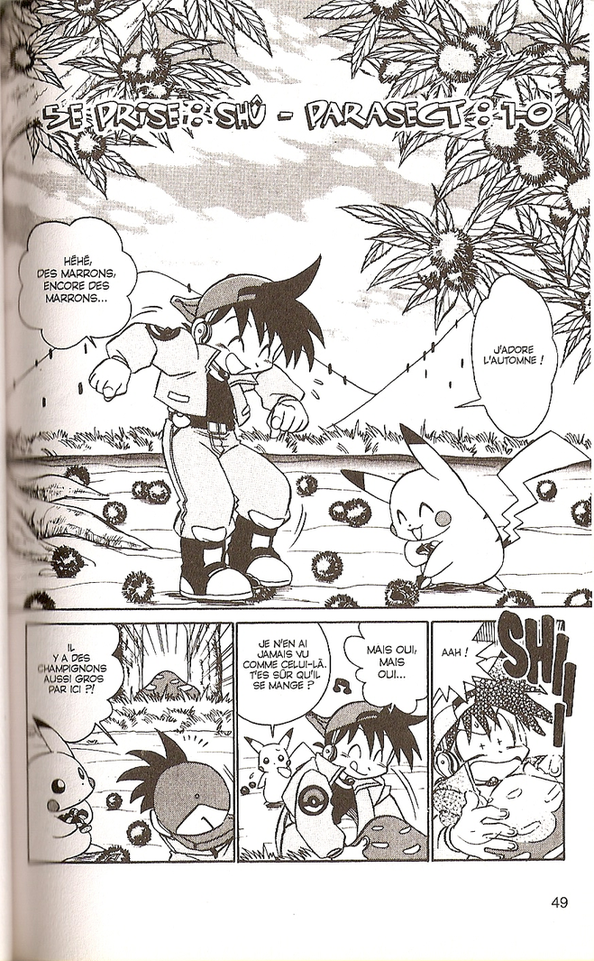 5E PRISE : SHÛ - PARASECT : 1-0
HÉHÉ,
DES MARRONS,
ENCORE DES
MARRONS...
J'ADORE
L'AUTOMNE !
IL
Y A DES
CHAMPIGNONS
AUSSI GROS
PAR ICI ?!
JE N'EN AI
JAMAIS VU
COMME CELUI-LÀ.
T'ES SÛR QU'IL
SE MANGE ?
MAIS OUI,
MAIS
OUI...
AAH !
SHIII
49